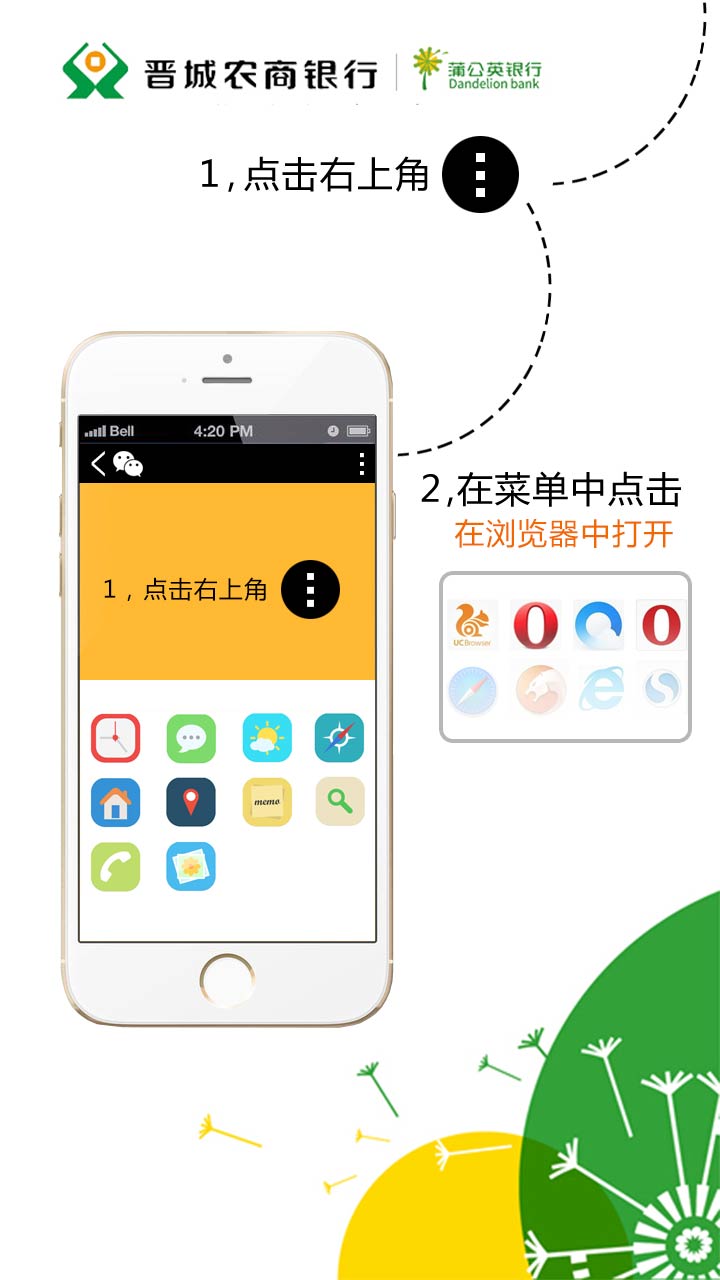 晋城农商银行
蒲公英银行
Dandelion bank
1,点击右上角
Bell
4:20 PM
2,在菜单中点击
在浏览器中打开
1，点击右上角
UCBrowser
memo